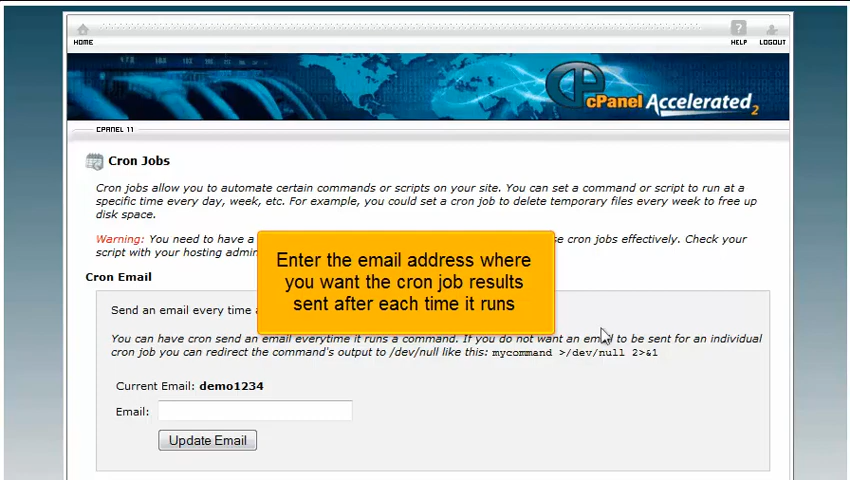 HOME
HELP
LOGOUT
cPanel Accelerated 2
CPANEL 11
Cron Jobs
Cron jobs allow you to automate certain commands or scripts on your site. You can set a command or script to run at a
specific time every day, week, etc. For example, you could set a cron job to delete temporary files every week to free up
disk space.
Warning: You need to have a
se cron jobs effectively. Check your
script with your hosting admin
Enter the email address where
you want the cron job results
sent after each time it runs
Cron Email
Send an email every time a
You can have cron send an email everytime it runs a command. If you do not want an email to be sent for an individual
cron job you can redirect the command's output to /dev/null like this: mycommand >/dev/null 2>&1
Current Email: demo1234
Email:
Update Email